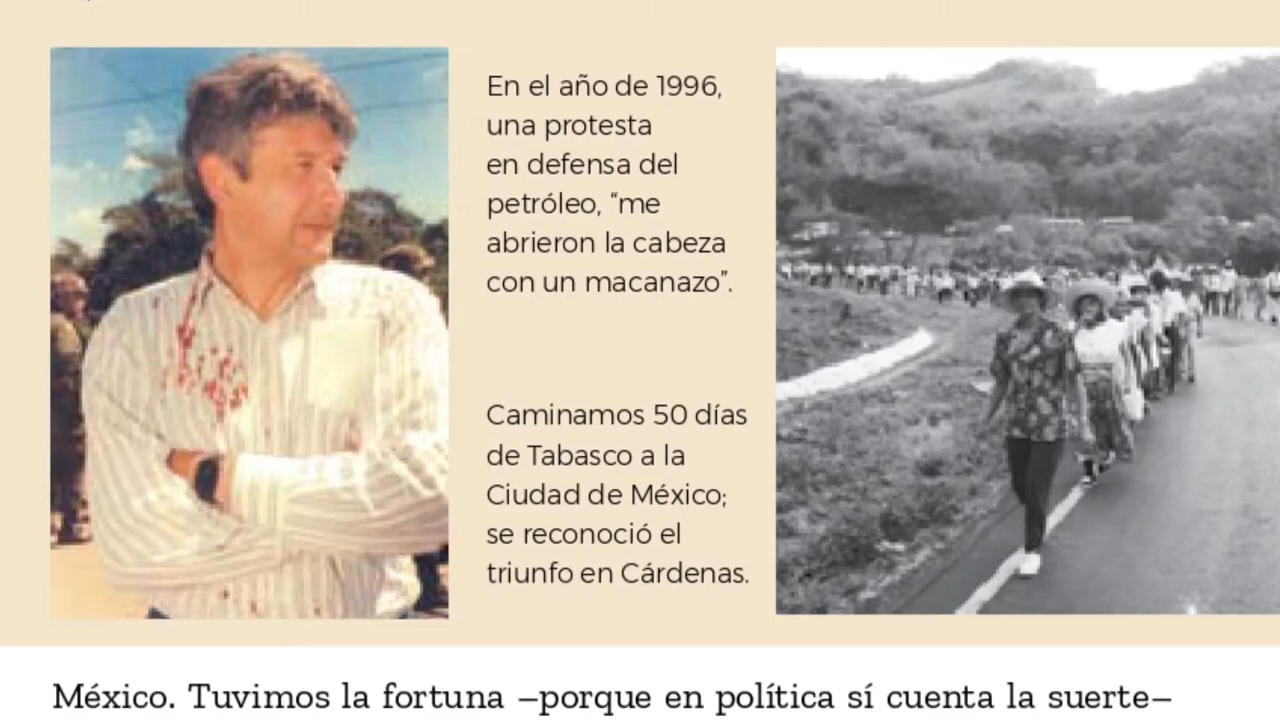 En el año de 1996,
una protesta
en defensa del
petróleo, “me
abrieron la cabeza
con un macanazo”.
Caminamos 50 días
de Tabasco a la
Ciudad de México;
se reconoció el
triunfo en Cárdenas.
México. Tuvimos la fortuna –porque en política sí cuenta la suerte–